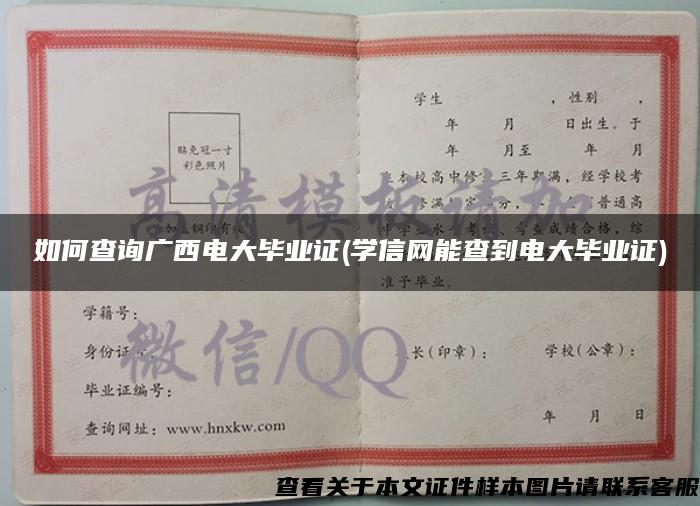 贴免冠一寸
彩色照片
高清模板请加
微信/QQ
如何查询广西电大毕业证(学信网能查到电大毕业证)
学籍号：
身份证号：
毕业证编号：
查询网址：www.hnxkw.com
学生 ，性别 ，
年 月 日出生。于
年 月至 年 月
在本校高中修业三年期满，经学校考
准予毕业。
校长(印章)： 学校(公章)：
年 月 日
查看关于本文证件样本图片请联系客服